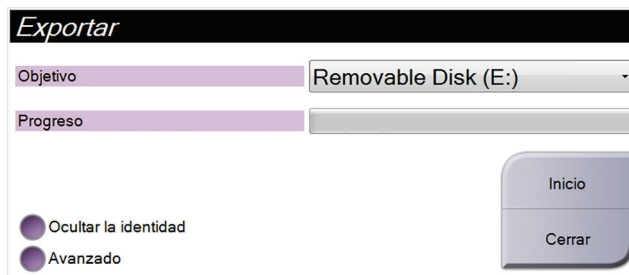 Exportar
Objetivo
Removable Disk (E:)
Progreso
Inicio
Ocultar la identidad
Cerrar
Avanzado